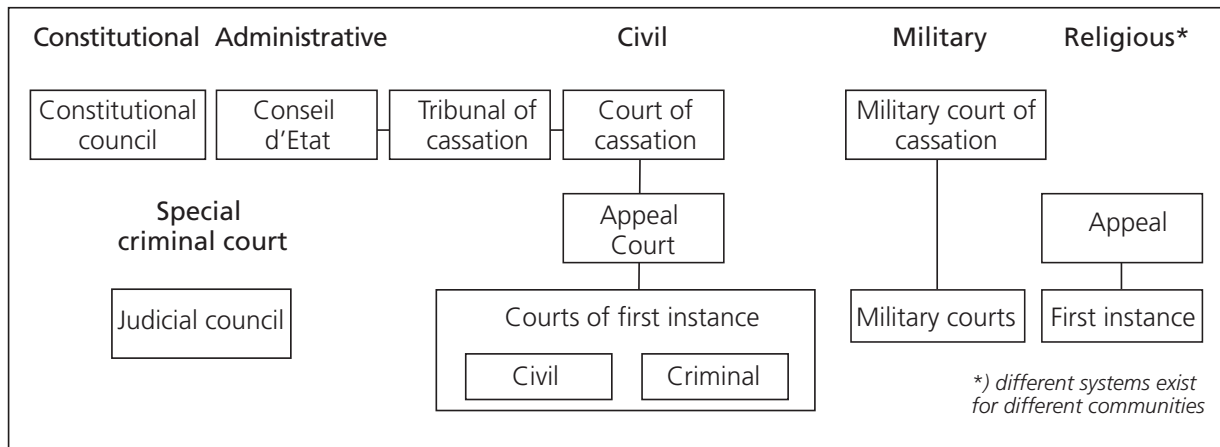 Constitutional Administrative Civil Military Religious*
Constitutional
council
Conseil
d'Etat
Tribunal of
cassation
Court of
cassation
Military court of
cassation
Special
criminal court
Appeal
Court
Appeal
Judicial council
Courts of first instance
Civil
Criminal
Military courts
First instance
*) different systems exist
for different communities